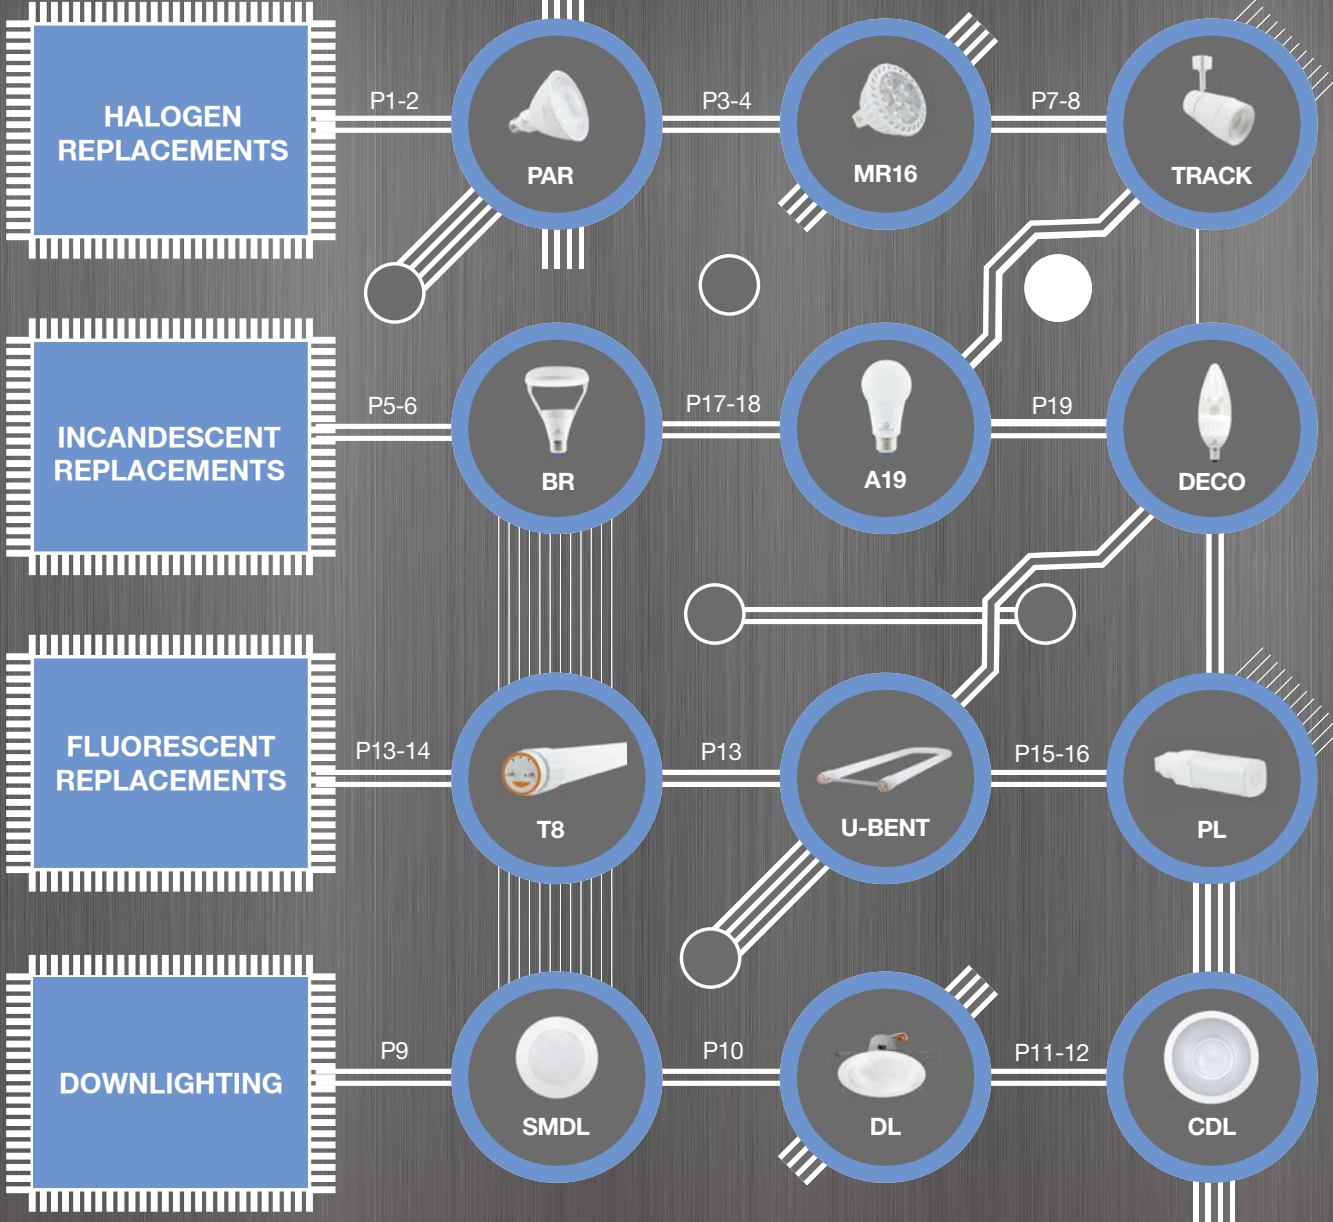 HALOGEN
REPLACEMENTS
P1-2
PAR
P3-4
MR16
P7-8
TRACK
INCANDESCENT
REPLACEMENTS
P5-6
BR
P17-18
A19
P19
DECO
FLUORESCENT
REPLACEMENTS
P13-14
T8
P13
U-BENT
P15-16
PL
DOWNLIGHTING
P9
SMDL
P10
DL
P11-12
CDL